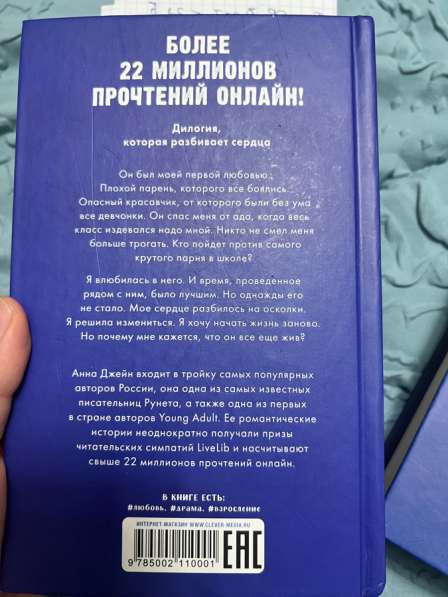 БОЛЕЕ
22 МИЛЛИОНОВ
ПРОЧТЕНИЙ ОНЛАЙН!
Дилогия,
которая разбивает сердца
Он был моей первой любовью...
Плохой парень, которого все боялись.
Опасный красавчик, от которого были без ума
все девчонки. Он спас меня от ада, когда весь
класс издевался надо мной. Никто не смел меня
больше трогать. Кто пойдет против самого
крутого парня в школе?
Я влюбилась в него. И время, проведенное
рядом с ним, было лучшим. Но однажды его
не стало. Мое сердце разбилось на осколки.
Я решила измениться. Я хочу начать жизнь заново.
Но почему мне кажется, что он все еще жив?
Анна Джейн входит в тройку самых популярных
авторов России, она одна из самых известных
писательниц Рунета, а также одна из первых
в стране авторов Young Adult. Ее романтические
истории неоднократно получали призы
читательских симпатий LiveLib и насчитывают
свыше 22 миллионов прочтений онлайн.
В КНИГЕ ЕСТЬ:
#любовь. #драма. #взросление
ИНТЕРНЕТ-МАГАЗИН WWW.CLEVER-MEDIA.RU
9 785002 110001
EAC